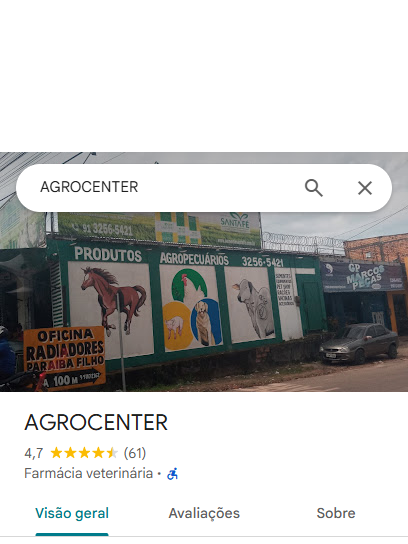 AGROCENTER
91 3256-5421
SANTAFÉ
PRODUTOS AGROPECUÁRIOS 3256-5421
GP MARCOS PEÇAS
OFICINA
RADIADORES
PARAIBA FILHO
A 100 M
AGROCENTER
4,7 (61)
Farmácia veterinária ·
Visão geral Avaliações Sobre